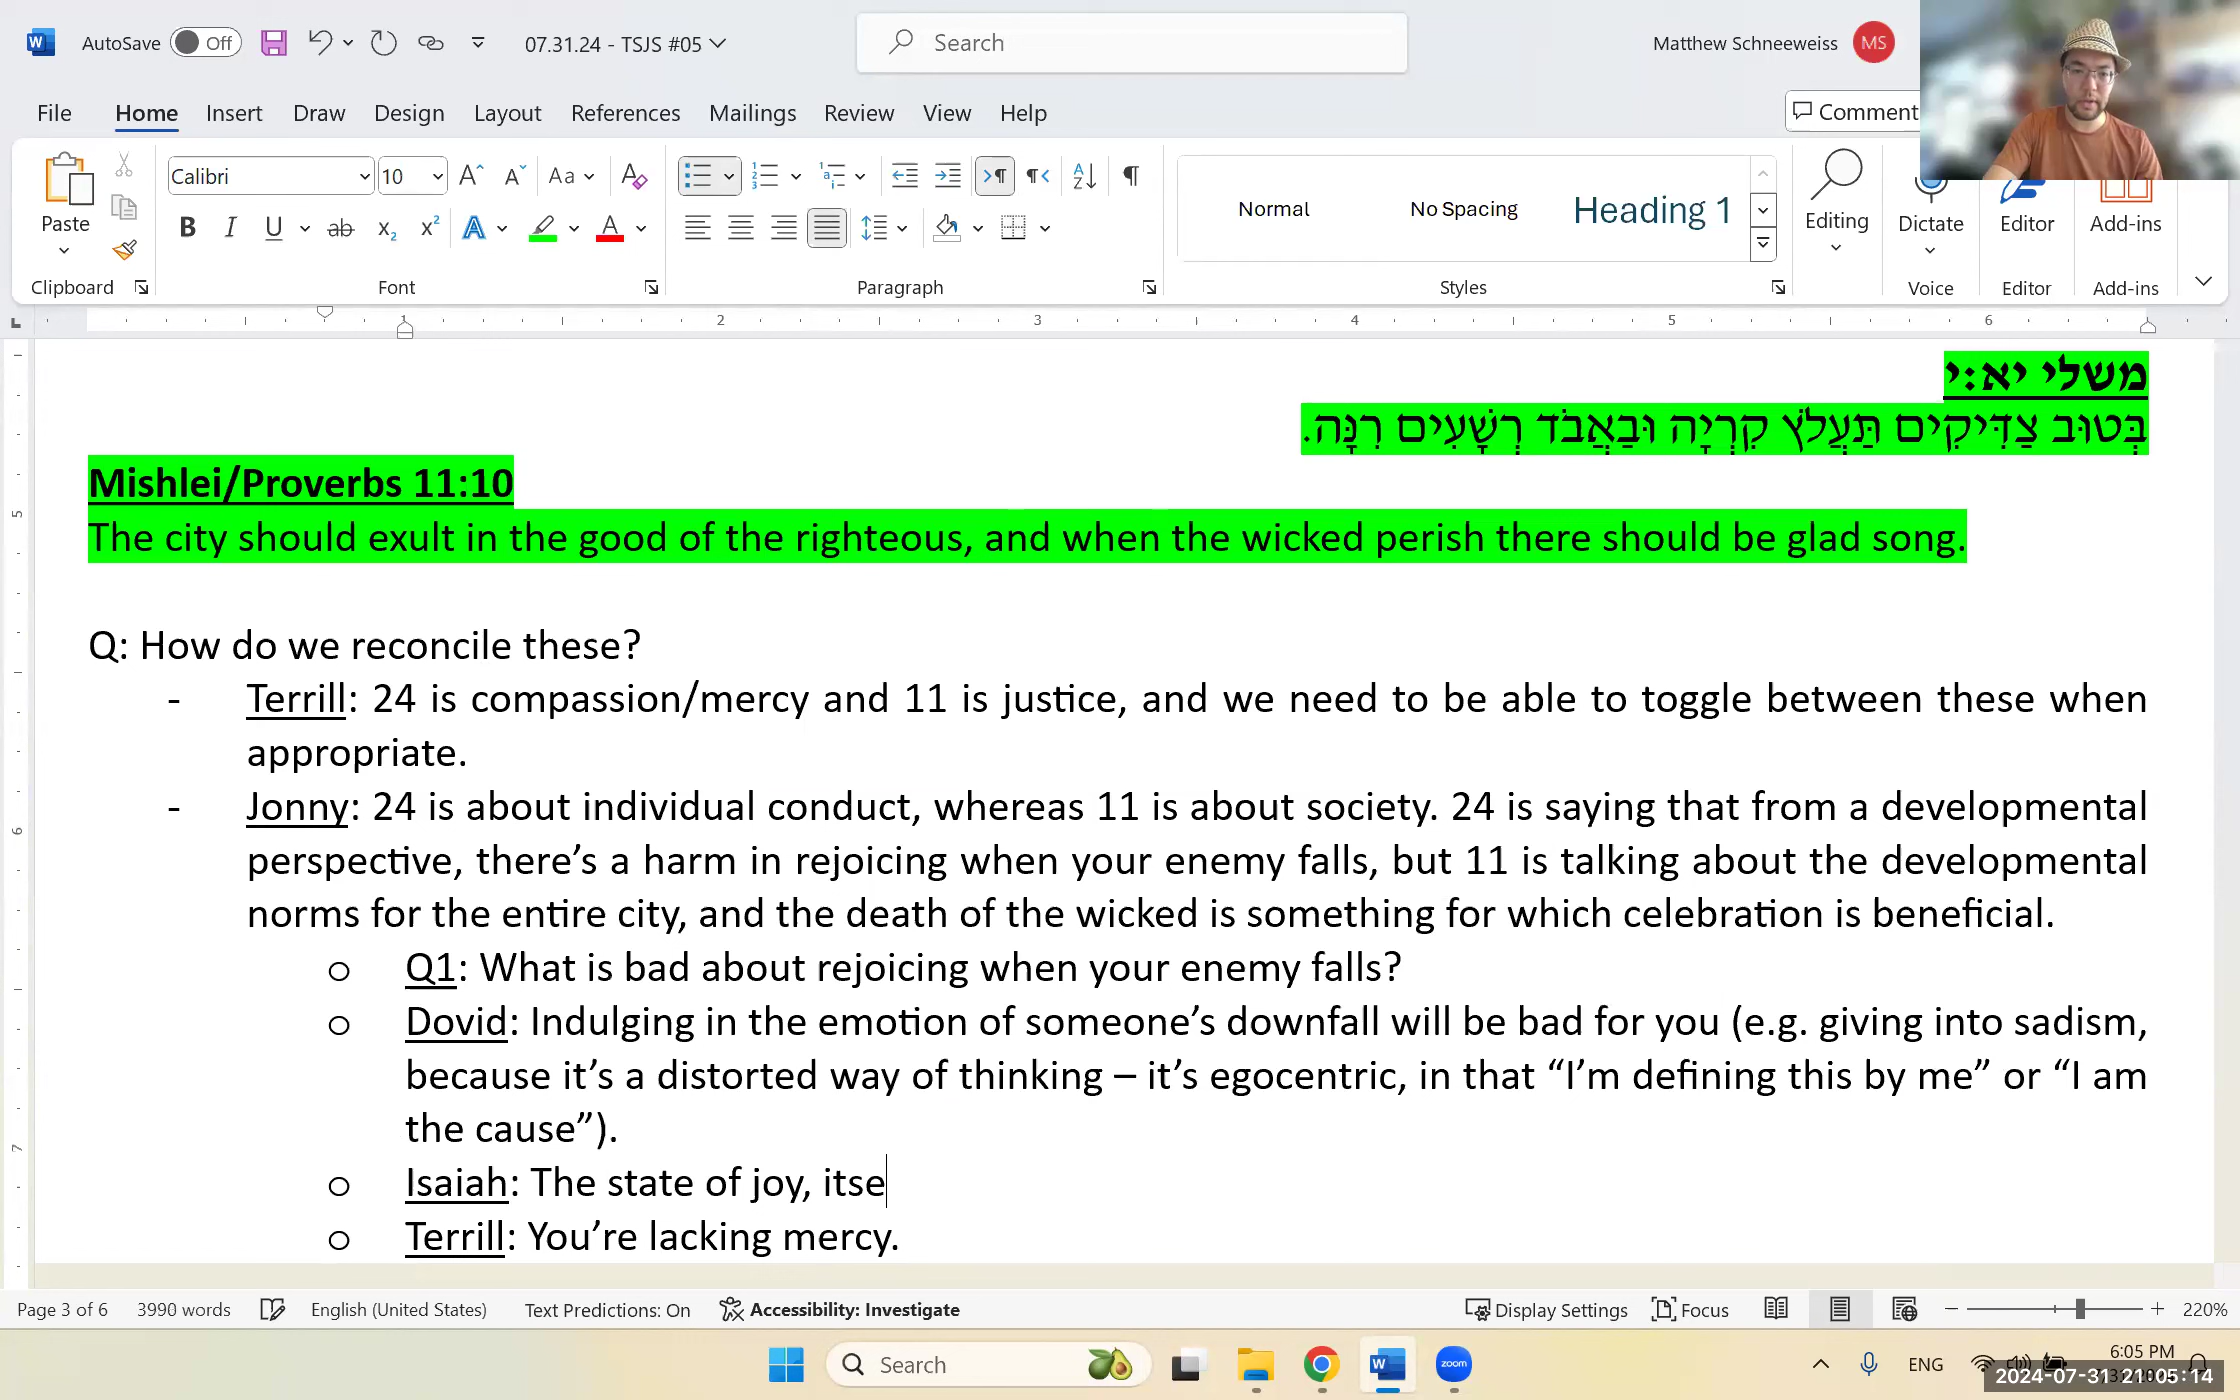 AutoSave Off 07.31.24 - TSJS #05 Search Matthew Schneeweiss MS
File Home Insert Draw Design Layout References Mailings Review View Help Comment
Paste Calibri 10 Aa Normal No Spacing Heading 1 Editing Dictate Editor Add-ins
Clipboard Font Paragraph Styles Voice Editor Add-ins
1 2 3 4 5 6
משלי יא:י
בְּטוּב צַדִּיקִים תַּעֲלֹץ קִרְיָה וּבַאֲבֹד רְשָׁעִים רִנָּה.
Mishlei/Proverbs 11:10
The city should exult in the good of the righteous, and when the wicked perish there should be glad song.
Q: How do we reconcile these?
- Terrill: 24 is compassion/mercy and 11 is justice, and we need to be able to toggle between these when
appropriate.
- Jonny: 24 is about individual conduct, whereas 11 is about society. 24 is saying that from a developmental
perspective, there’s a harm in rejoicing when your enemy falls, but 11 is talking about the developmental
norms for the entire city, and the death of the wicked is something for which celebration is beneficial.
o Q1: What is bad about rejoicing when your enemy falls?
o Dovid: Indulging in the emotion of someone’s downfall will be bad for you (e.g. giving into sadism,
because it’s a distorted way of thinking – it’s egocentric, in that “I’m defining this by me” or “I am
the cause”).
o Isaiah: The state of joy, itse
o Terrill: You’re lacking mercy.
Page 3 of 6 3990 words English (United States) Text Predictions: On Accessibility: Investigate Display Settings Focus 220%
Search zoom ENG 6:05 PM
2024-07-31 21:05:14